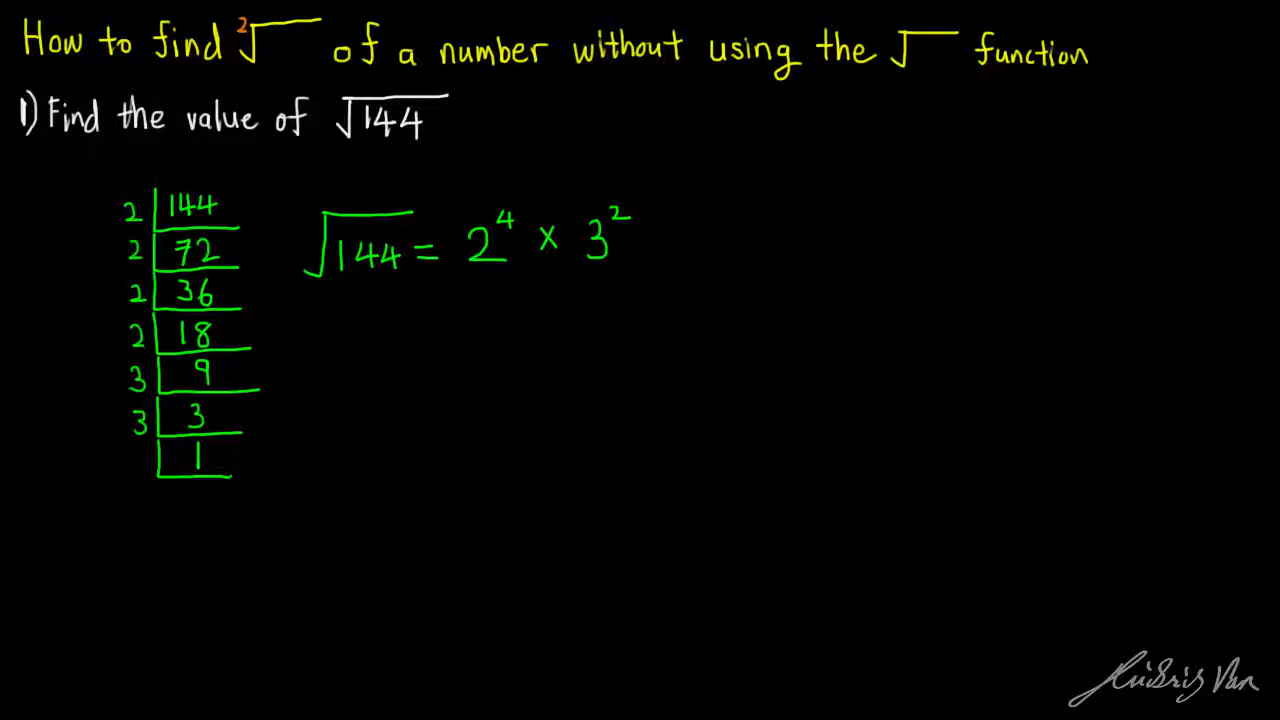 How to find ²√ of a number without using the √ function
1) Find the value of √144
2 144
2 72
2 36
2 18
3 9
3 3
1
√144 = 2⁴ × 3²